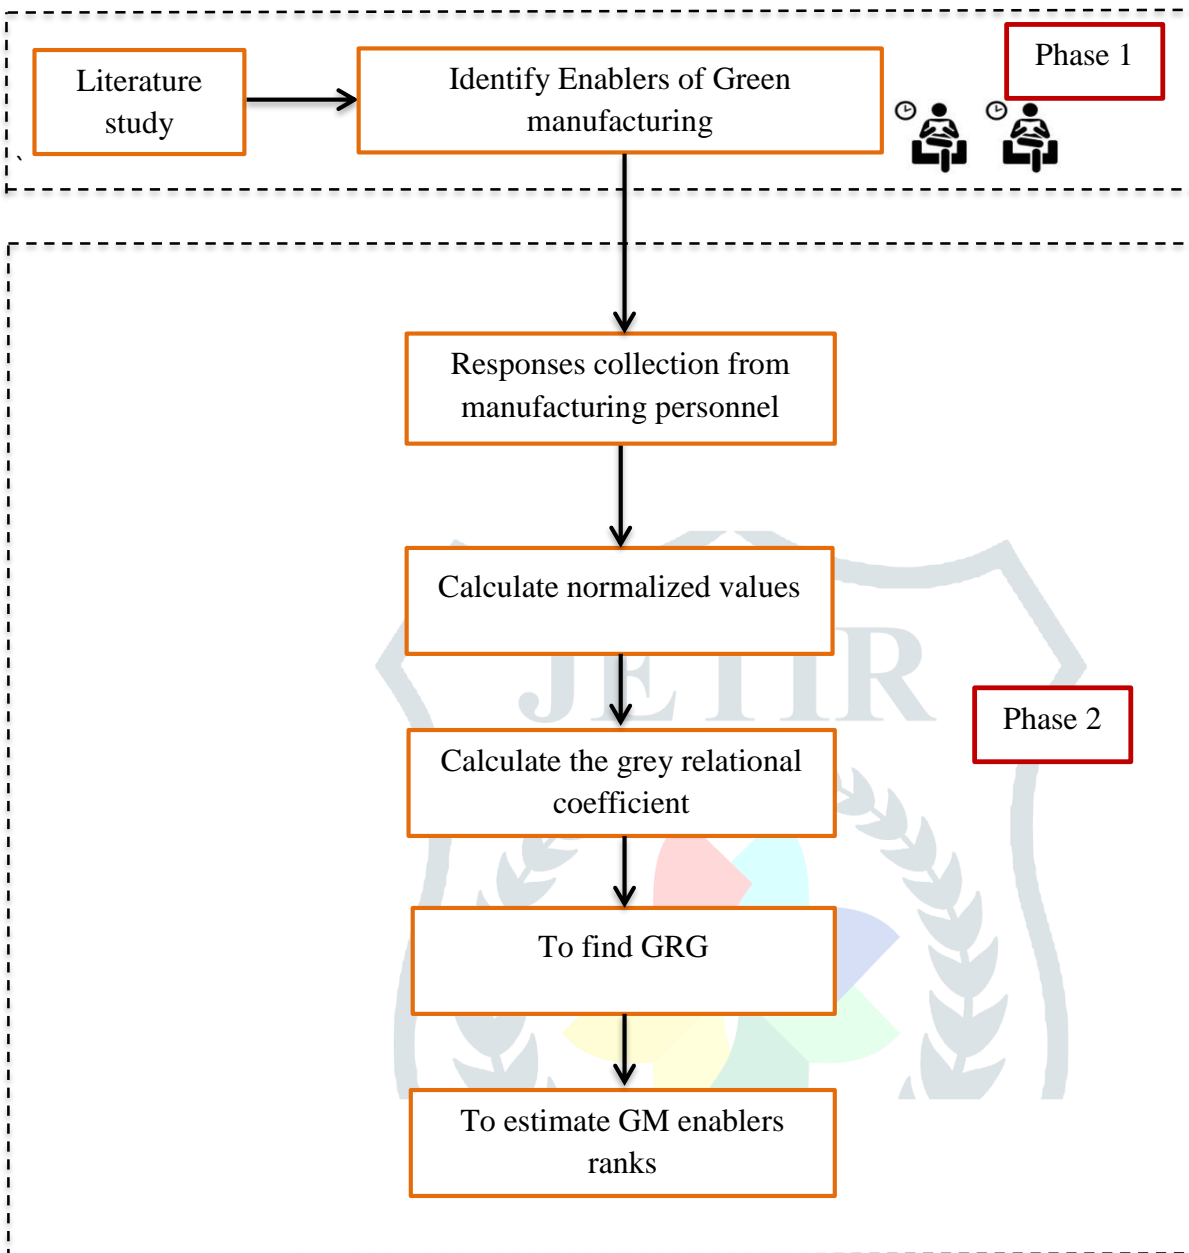 Phase 1
Literature
study
Identify Enablers of Green
manufacturing
`
Responses collection from
manufacturing personnel
Calculate normalized values
JETIR
Phase 2
Calculate the grey relational
coefficient
To find GRG
To estimate GM enablers
ranks